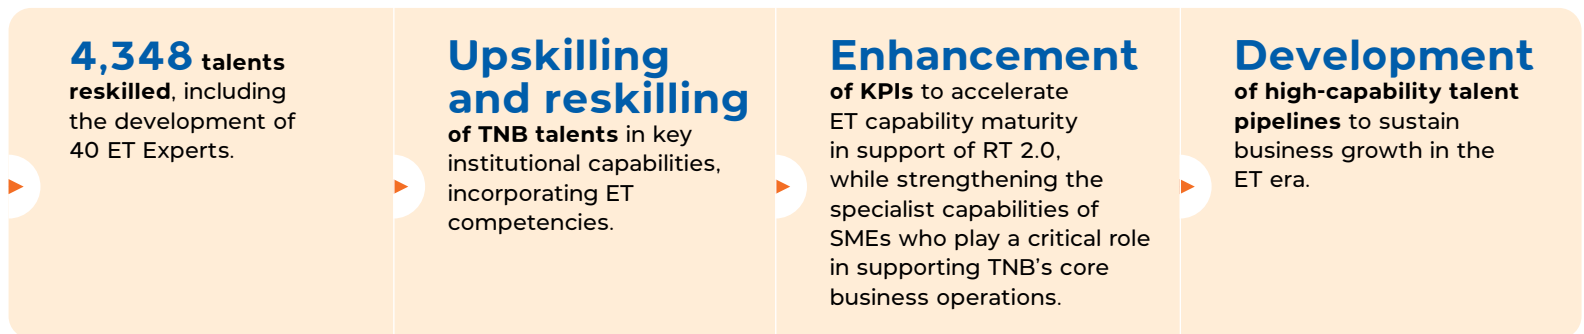 4,348 talents
reskilled, including
the development of
40 ET Experts.
Upskilling
and reskilling
of TNB talents in key
institutional capabilities,
incorporating ET
competencies.
Enhancement
of KPIs to accelerate
ET capability maturity
in support of RT 2.0,
while strengthening the
specialist capabilities of
SMEs who play a critical role
in supporting TNB’s core
business operations.
Development
of high-capability talent
pipelines to sustain
business growth in the
ET era.